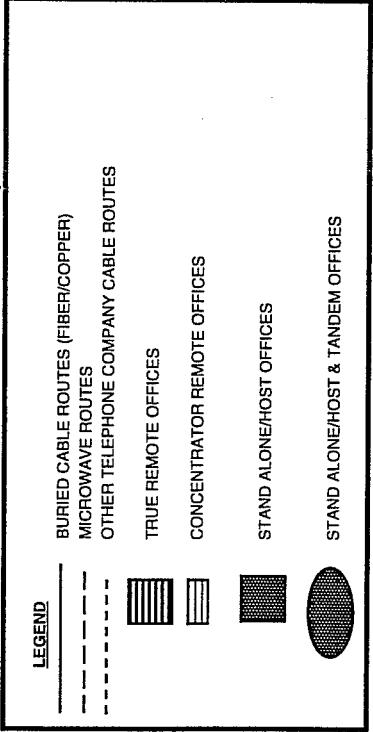 LEGEND
BURIED CABLE ROUTES (FIBER/COPPER)
MICROWAVE ROUTES
OTHER TELEPHONE COMPANY CABLE ROUTES
TRUE REMOTE OFFICES
CONCENTRATOR REMOTE OFFICES
STAND ALONE/HOST OFFICES
STAND ALONE/HOST & TANDEM OFFICES